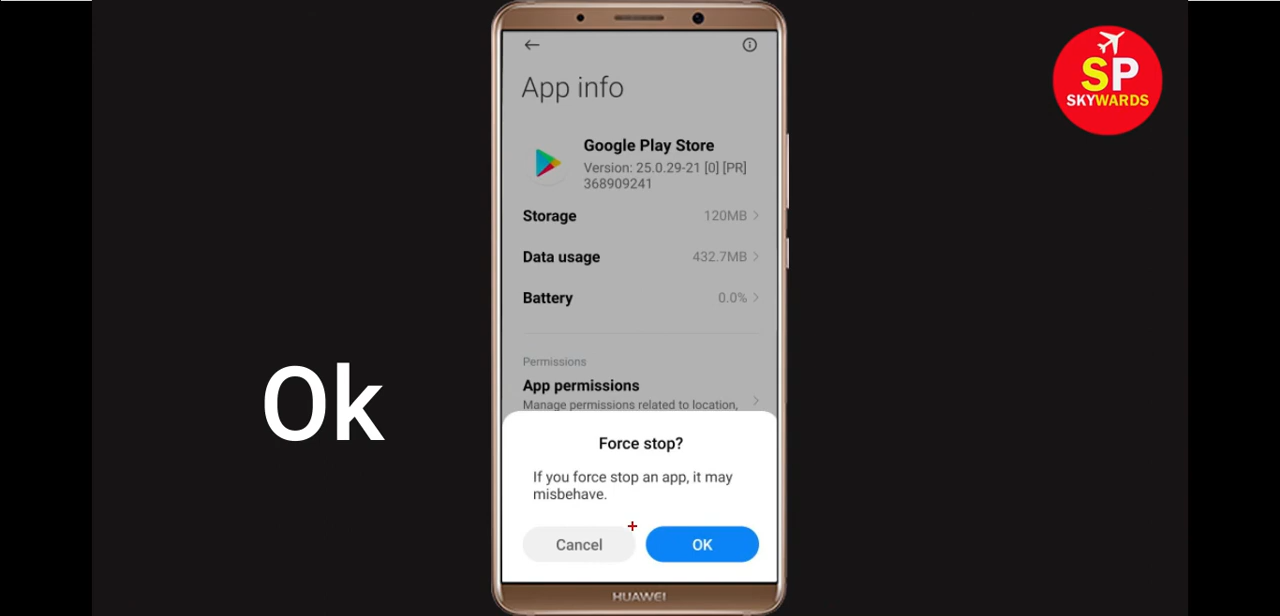 SP
SKYWARDS
App info
Google Play Store
Version: 25.0.29-21 [0] [PR]
368909241
Storage 120MB
Data usage 432.7MB
Battery 0.0%
Permissions
App permissions
Manage permissions related to location,
Ok
Force stop?
If you force stop an app, it may
misbehave.
Cancel OK
HUAWEI